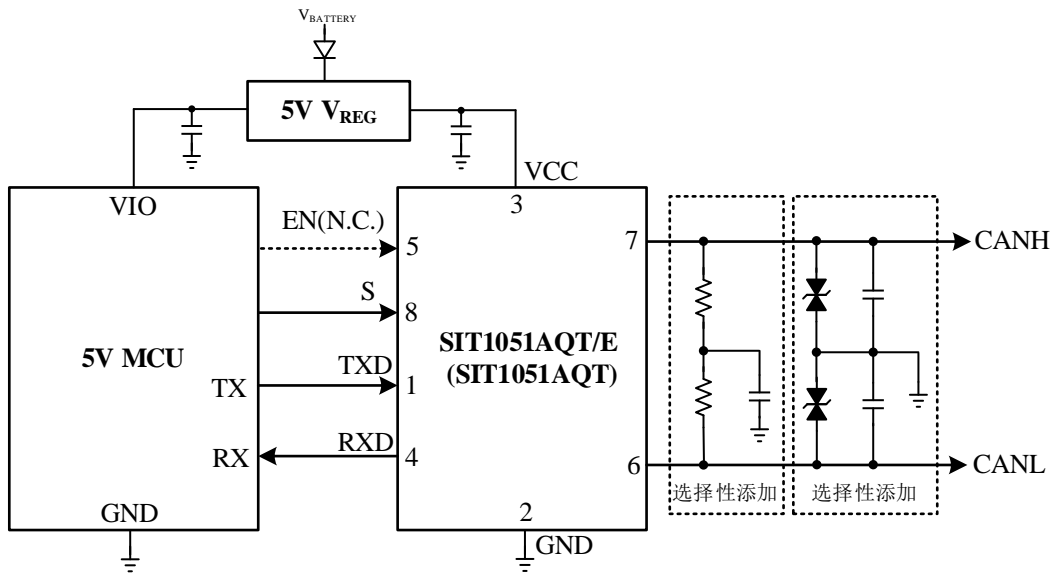 VBATTERY
5V VREG
VCC
VIO
3
EN(N.C.)
5
7
CANH
S
8
5V MCU
SIT1051AQT/E
(SIT1051AQT)
TX
TXD
1
RX
RXD
4
6
CANL
选择性添加
选择性添加
GND
2
GND